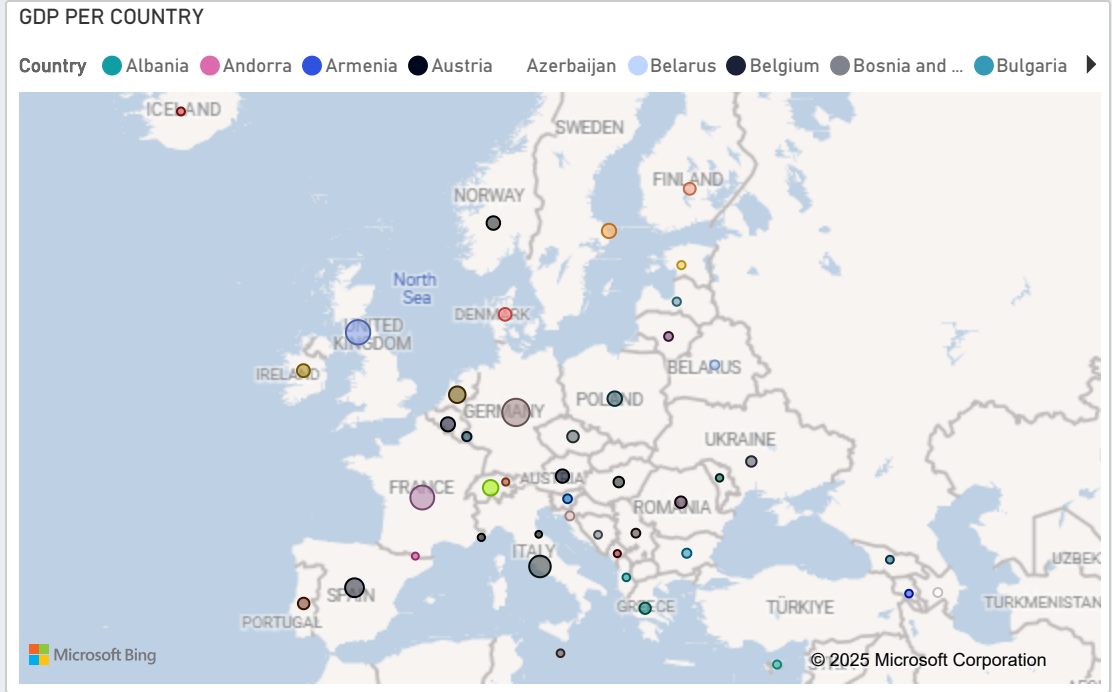 GDP PER COUNTRY
Country Albania Andorra Armenia Austria Azerbaijan Belarus Belgium Bosnia and ... Bulgaria
ICELAND
SWEDEN
FINLAND
NORWAY
North
Sea
DENMARK
UNITED
KINGDOM
IRELAND
BELARUS
POLAND
GERMANY
UKRAINE
FRANCE
AUSTRIA
ROMANIA
ITALY
UZBEK
SPAIN
GREECE
TÜRKIYE
TURKMENISTAN
PORTUGAL
Microsoft Bing
© 2025 Microsoft Corporation